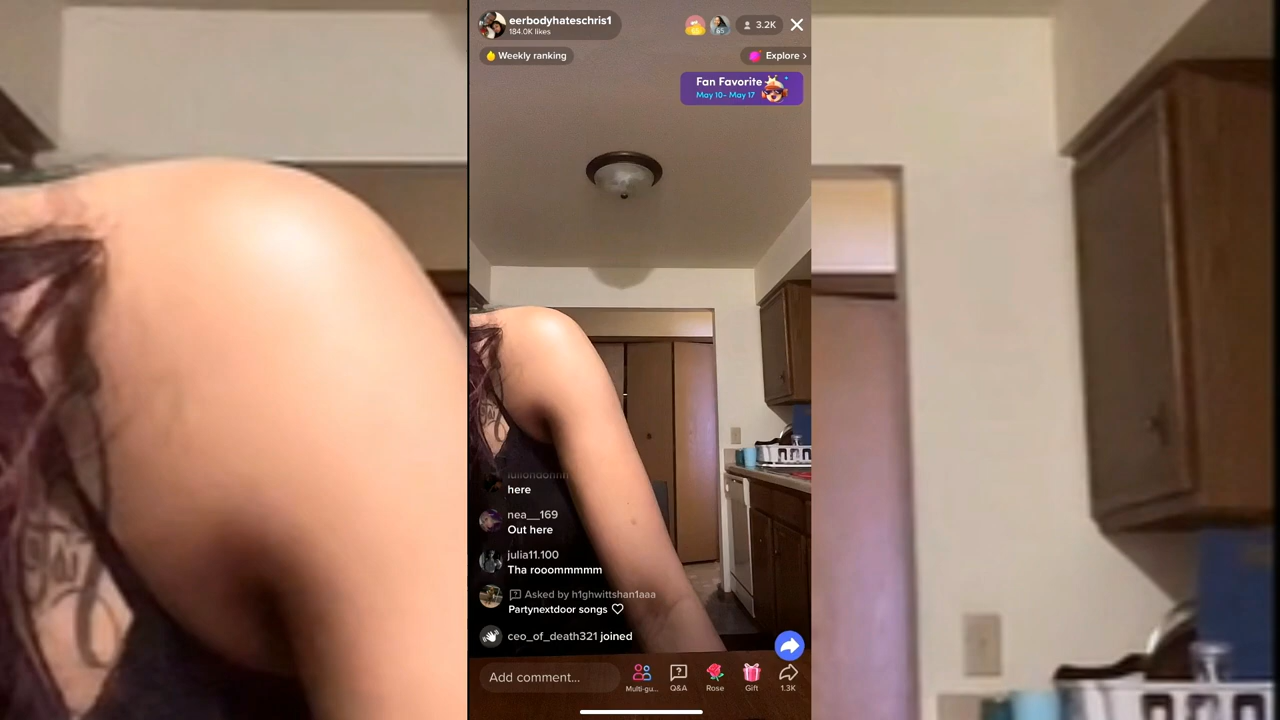 eerbodyhateschris1
184.0K likes
65
3.2K
Weekly ranking
Explore
Fan Favorite
May 10- May 17
here
nea__169
Out here
julia11.100
Tha rooommmmm
Asked by h1ghwittshan1aaa
Partynextdoor songs
ceo_of_death321 joined
Add comment...
Multi-gu...
Q&A
Rose
Gift
1.3K